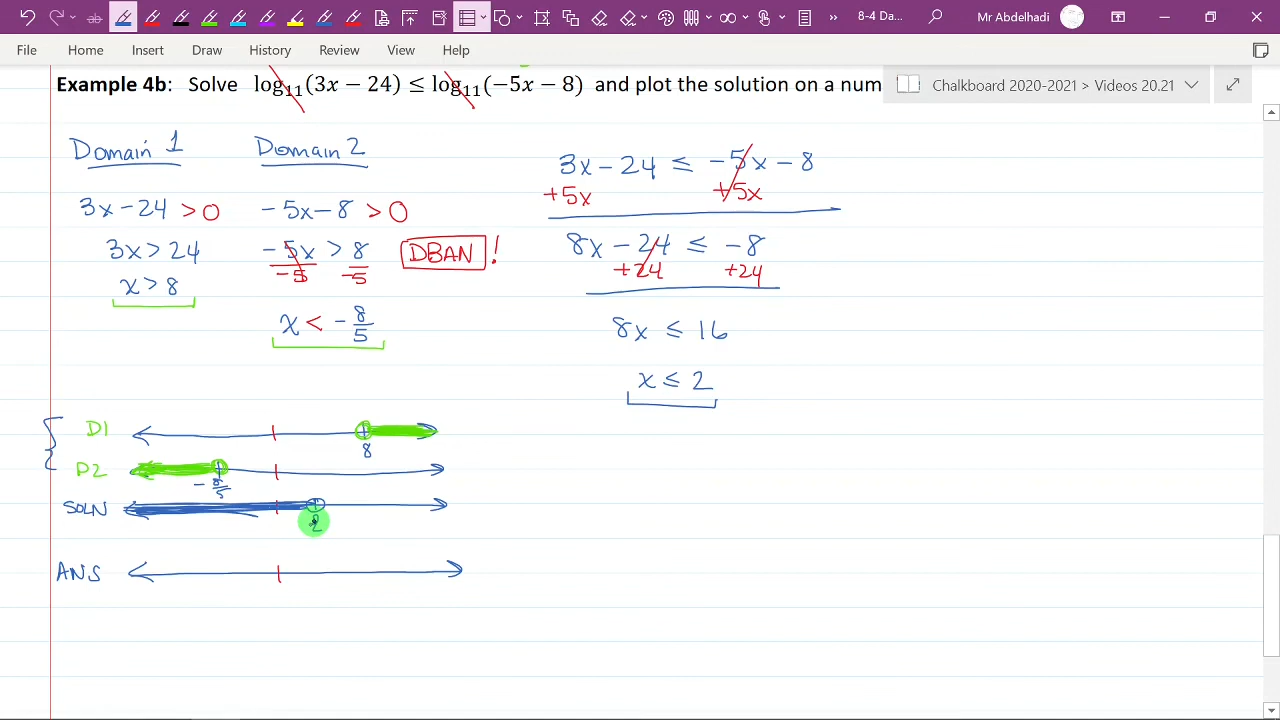 8-4 Da... Mr Abdelhadi
File Home Insert Draw History Review View Help
Example 4b: Solve log₁₁(3x − 24) ≤ log₁₁(−5x − 8) and plot the solution on a num
Chalkboard 2020-2021 > Videos 20.21
Domain 1
3x − 24 > 0
3x > 24
x > 8
Domain 2
−5x − 8 > 0
−5x > 8
−5 −5
DBAN !
x < −8/5
3x − 24 ≤ −5x − 8
+5x +5x
8x − 24 ≤ −8
+24 +24
8x ≤ 16
x ≤ 2
D1
8
D2
−8/5
SOLN
2
ANS